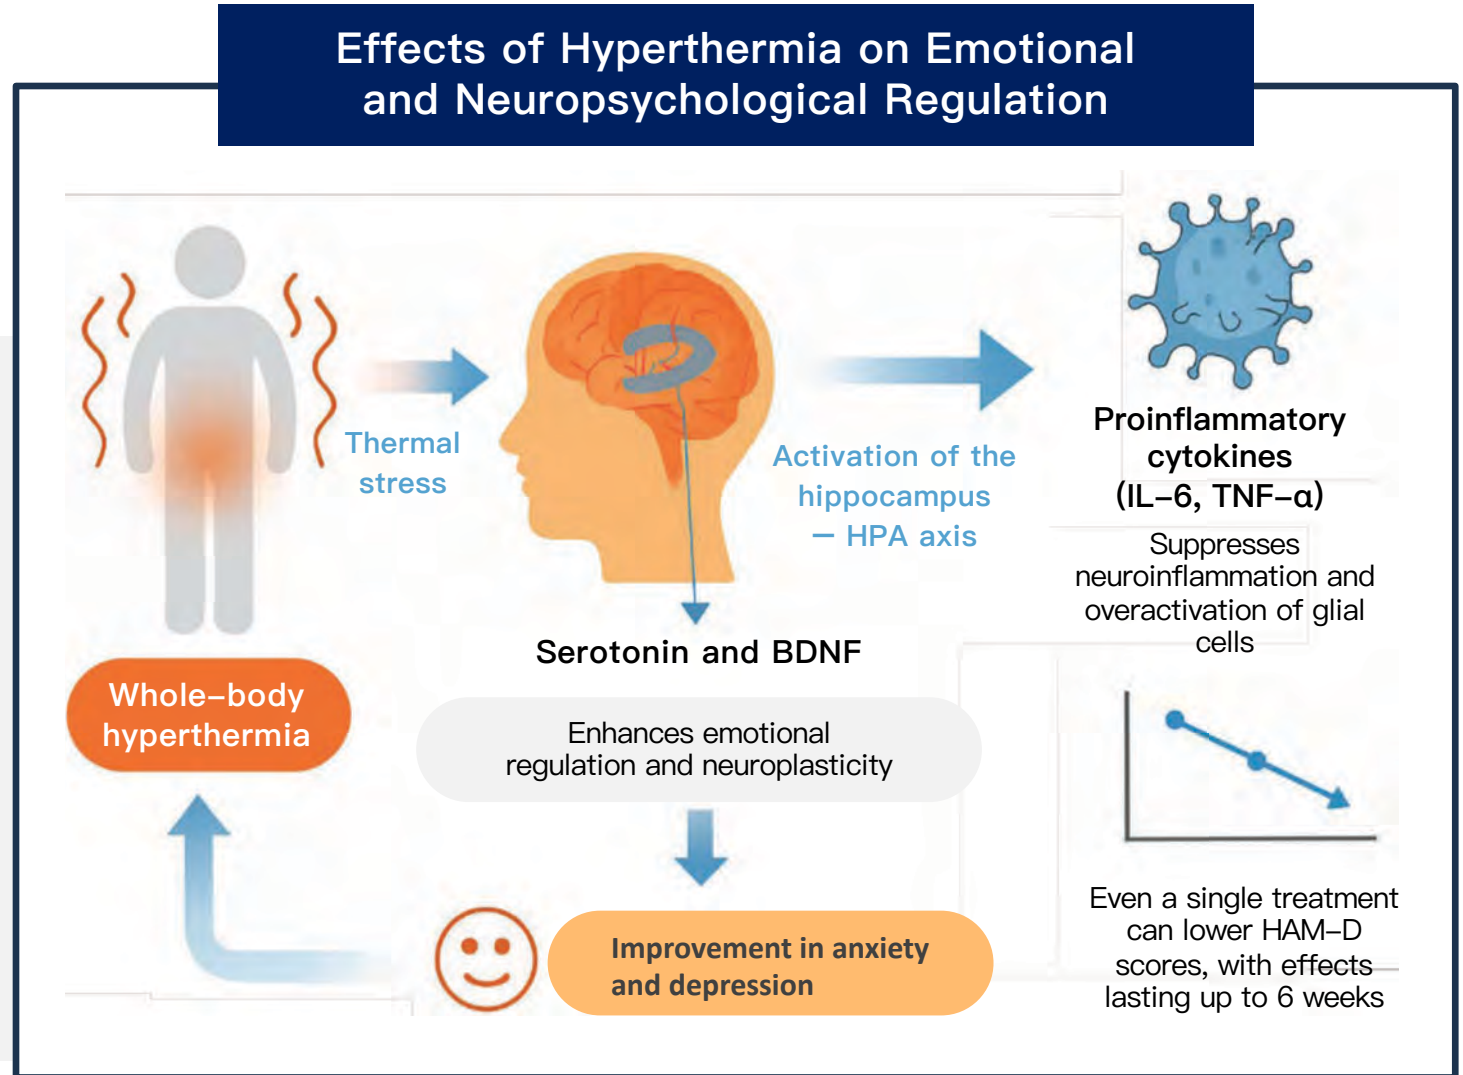 Effects of Hyperthermia on Emotional
and Neuropsychological Regulation
Thermal
stress
Activation of the
hippocampus
– HPA axis
Proinflammatory
cytokines
(IL–6, TNF–α)
Suppresses
neuroinflammation and
overactivation of glial
cells
Serotonin and BDNF
Whole–body
hyperthermia
Enhances emotional
regulation and neuroplasticity
Improvement in anxiety
and depression
Even a single treatment
can lower HAM–D
scores, with effects
lasting up to 6 weeks